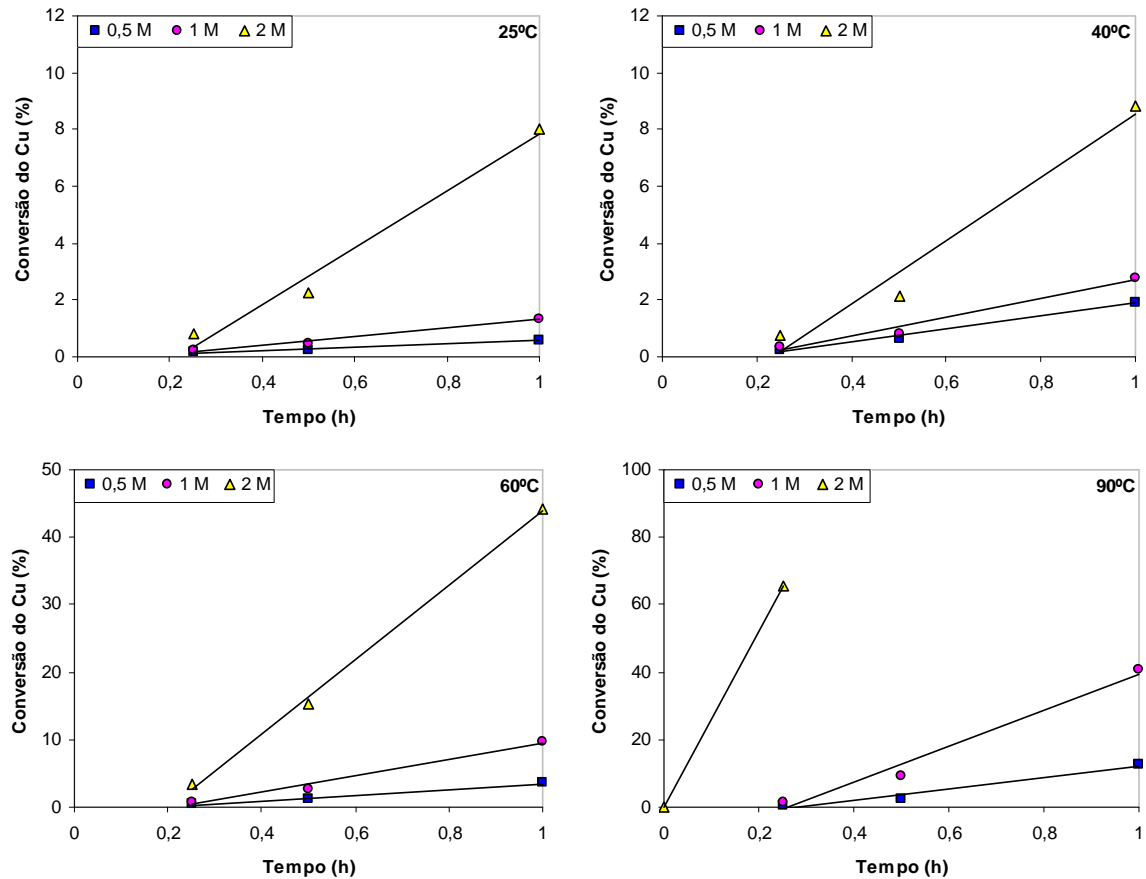 0,5 M 1 M 2 M
25ºC
12
10
8
6
4
2
0
Conversão do Cu (%)
0 0,2 0,4 0,6 0,8 1
Tempo (h)
0,5 M 1 M 2 M
40ºC
12
10
8
6
4
2
0
Conversão do Cu (%)
0 0,2 0,4 0,6 0,8 1
Tempo (h)
0,5 M 1 M 2 M
60ºC
50
40
30
20
10
0
Conversão do Cu (%)
0 0,2 0,4 0,6 0,8 1
Tempo (h)
0,5 M 1 M 2 M
90ºC
100
80
60
40
20
0
Conversão do Cu (%)
0 0,2 0,4 0,6 0,8 1
Tempo (h)